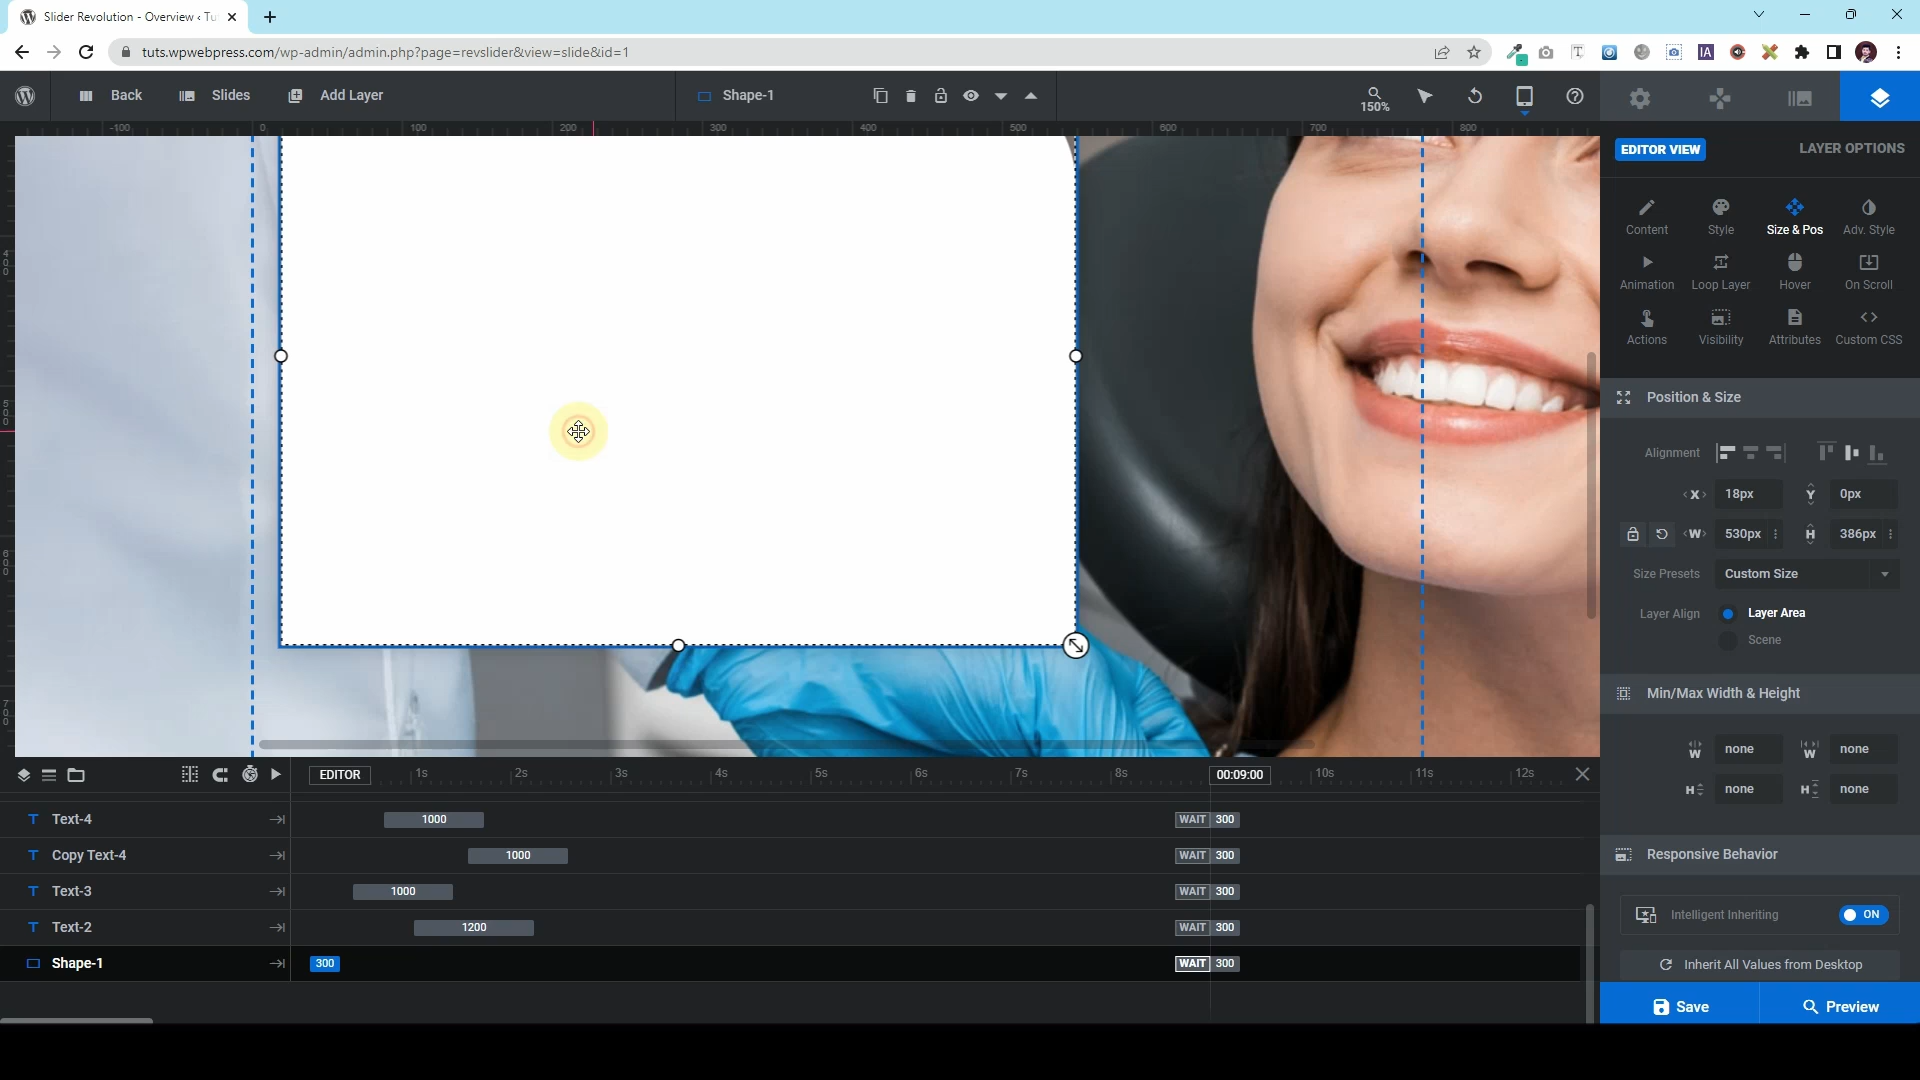 Slider Revolution - Overview ‹ Tu
tuts.wpwebpress.com/wp-admin/admin.php?page=revslider&view=slide&id=1
Back
Slides
Add Layer
Shape-1
150%
-100
0
100
200
300
400
500
600
700
800
400
500
600
700
EDITOR VIEW
LAYER OPTIONS
Content
Style
Size & Pos
Adv. Style
Animation
Loop Layer
Hover
On Scroll
Actions
Visibility
Attributes
Custom CSS
Position & Size
Alignment
X 18px Y 0px
W 530px H 386px
Size Presets Custom Size
Layer Align Layer Area
Scene
Min/Max Width & Height
W none W none
H none H none
Responsive Behavior
Intelligent Inheriting ON
Inherit All Values from Desktop
Save
Preview
EDITOR 1s 2s 3s 4s 5s 6s 7s 8s 00:09:00 10s 11s 12s
T Text-4 1000 WAIT 300
T Copy Text-4 1000 WAIT 300
T Text-3 1000 WAIT 300
T Text-2 1200 WAIT 300
Shape-1 300 WAIT 300